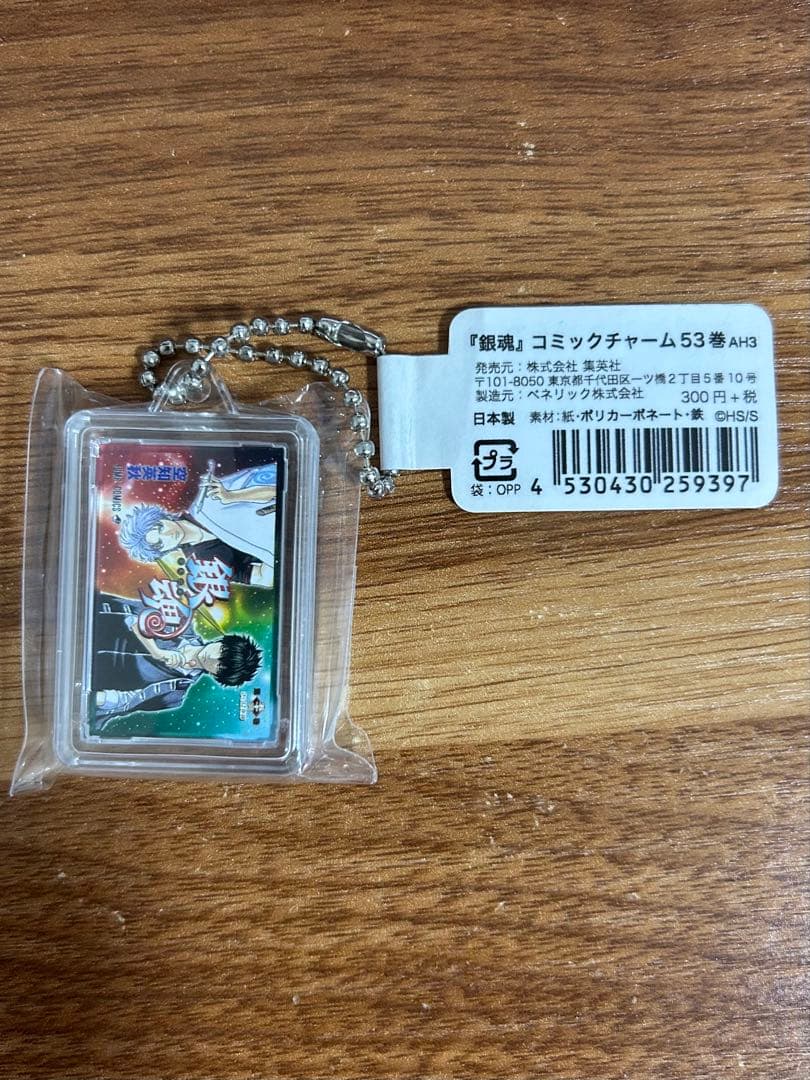 『銀魂』コミックチャーム53巻 AH3
発売元:株式会社 集英社
〒101-8050 東京都千代田区一ツ橋2丁目5番10号
製造元:ベネリック株式会社 300円+税
日本製 素材:紙・ポリカーボネート・鉄 ©HS/S
プラ
袋:OPP
4 530430 259397
空知英秋
JUMP COMICS
銀魂